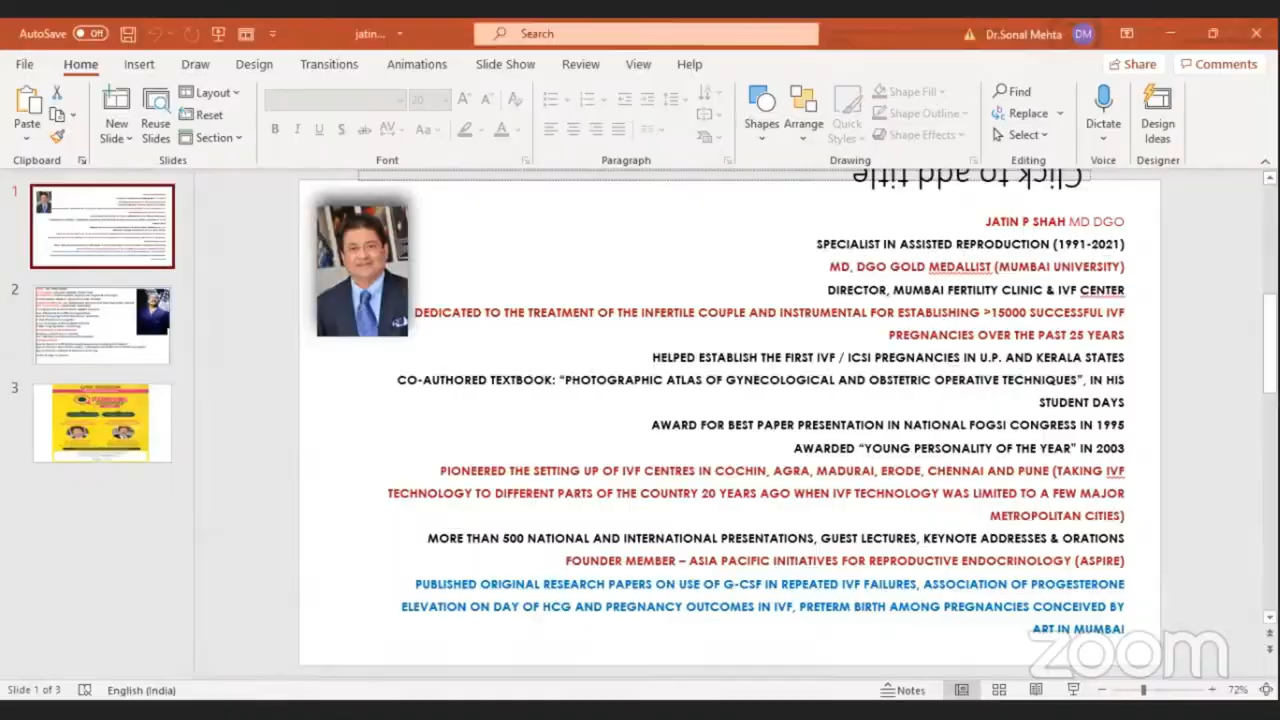 AutoSave Off jatin... Search Dr.Sonal Mehta DM
File Home Insert Draw Design Transitions Animations Slide Show Review View Help Share Comments
Paste New Slide Reuse Slides Layout Reset Section 20 Shapes Arrange Quick Styles Shape Fill Shape Outline Shape Effects Find Replace Select Dictate Design Ideas
Clipboard Slides Font Paragraph Drawing Editing Voice Designer
1
2
3
Click to add title
JATIN P SHAH MD DGO
SPECIALIST IN ASSISTED REPRODUCTION (1991-2021)
MD, DGO GOLD MEDALLIST (MUMBAI UNIVERSITY)
DIRECTOR, MUMBAI FERTILITY CLINIC & IVF CENTER
DEDICATED TO THE TREATMENT OF THE INFERTILE COUPLE AND INSTRUMENTAL FOR ESTABLISHING >15000 SUCCESSFUL IVF
PREGNANCIES OVER THE PAST 25 YEARS
HELPED ESTABLISH THE FIRST IVF / ICSI PREGNANCIES IN U.P. AND KERALA STATES
CO-AUTHORED TEXTBOOK: “PHOTOGRAPHIC ATLAS OF GYNECOLOGICAL AND OBSTETRIC OPERATIVE TECHNIQUES”, IN HIS
STUDENT DAYS
AWARD FOR BEST PAPER PRESENTATION IN NATIONAL FOGSI CONGRESS IN 1995
AWARDED “YOUNG PERSONALITY OF THE YEAR” IN 2003
PIONEERED THE SETTING UP OF IVF CENTRES IN COCHIN, AGRA, MADURAI, ERODE, CHENNAI AND PUNE (TAKING IVF
TECHNOLOGY TO DIFFERENT PARTS OF THE COUNTRY 20 YEARS AGO WHEN IVF TECHNOLOGY WAS LIMITED TO A FEW MAJOR
METROPOLITAN CITIES)
MORE THAN 500 NATIONAL AND INTERNATIONAL PRESENTATIONS, GUEST LECTURES, KEYNOTE ADDRESSES & ORATIONS
FOUNDER MEMBER – ASIA PACIFIC INITIATIVES FOR REPRODUCTIVE ENDOCRINOLOGY (ASPIRE)
PUBLISHED ORIGINAL RESEARCH PAPERS ON USE OF G-CSF IN REPEATED IVF FAILURES, ASSOCIATION OF PROGESTERONE
ELEVATION ON DAY OF HCG AND PREGNANCY OUTCOMES IN IVF, PRETERM BIRTH AMONG PREGNANCIES CONCEIVED BY
ART IN MUMBAI
zoom
Slide 1 of 3 English (India) Notes 72%